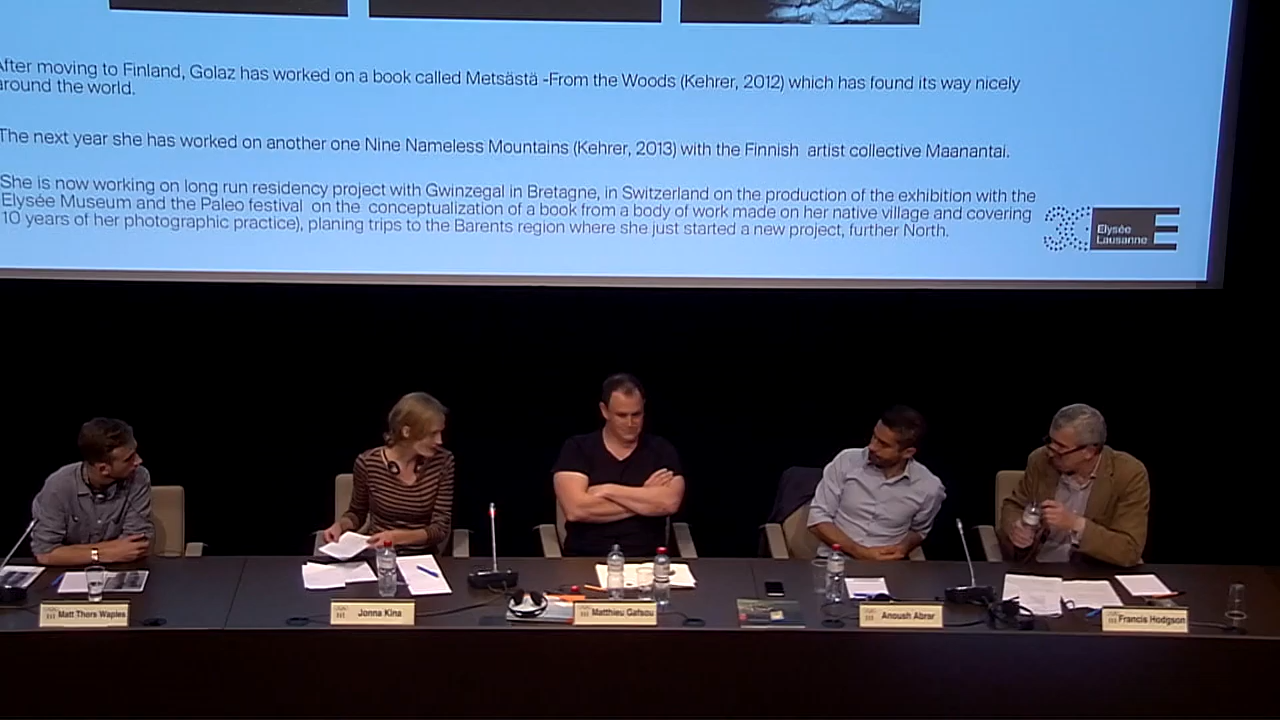 After moving to Finland, Golaz has worked on a book called Metsästä -From the Woods (Kehrer, 2012) which has found its way nicely
around the world.
The next year she has worked on another one Nine Nameless Mountains (Kehrer, 2013) with the Finnish artist collective Maanantai.
She is now working on long run residency project with Gwinzegal in Bretagne, in Switzerland on the production of the exhibition with the
Elysée Museum and the Paleo festival on the conceptualization of a book from a body of work made on her native village and covering
10 years of her photographic practice), planing trips to the Barents region where she just started a new project, further North.
Elysée
Lausanne
Matt Thors Waples
Jonna Kina
Matthieu Gafsou
Anoush Abrar
Francis Hodgson